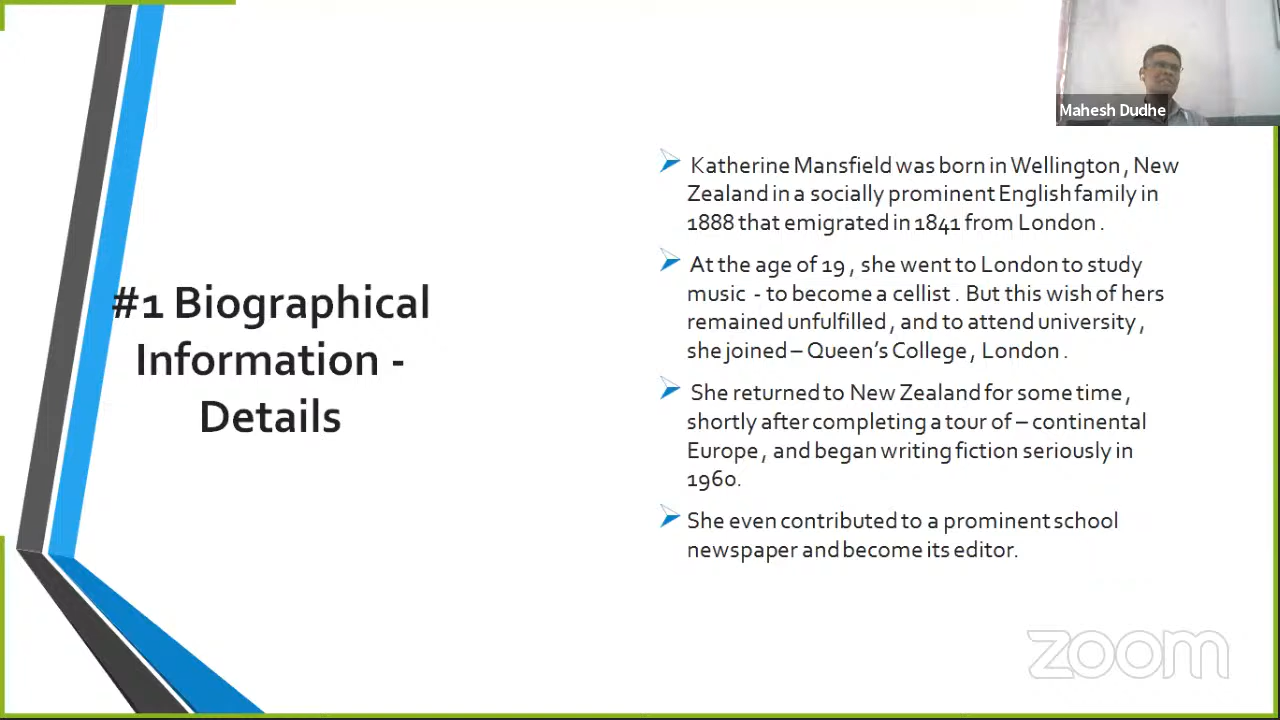 Mahesh Dudhe
#1 Biographical
Information -
Details
Katherine Mansfield was born in Wellington , New
Zealand in a socially prominent English family in
1888 that emigrated in 1841 from London .
At the age of 19 , she went to London to study
music - to become a cellist . But this wish of hers
remained unfulfilled , and to attend university ,
she joined – Queen’s College , London .
She returned to New Zealand for some time ,
shortly after completing a tour of – continental
Europe , and began writing fiction seriously in
1960.
She even contributed to a prominent school
newspaper and become its editor.
zoom